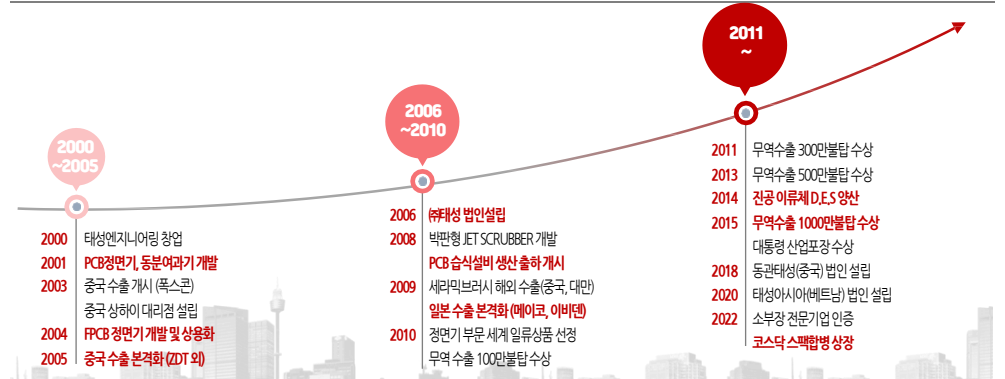 2000
~2005
2000 태성엔지니어링 창업
2001 PCB정면기, 동분여과기 개발
2003 중국 수출 개시 (폭스콘)
중국 상하이 대리점 설립
2004 FPCB 정면기 개발 및 상용화
2005 중국 수출 본격화 (ZDT 외)
2006
~2010
2006 ㈜태성 법인설립
2008 박판형 JET SCRUBBER 개발
PCB 습식설비 생산 출하 개시
2009 세라믹브러시 해외 수출(중국, 대만)
일본 수출 본격화 (메이코, 이비덴)
2010 정면기 부문 세계 일류상품 선정
무역 수출 100만불탑 수상
2011
~
2011 무역수출 300만불탑 수상
2013 무역수출 500만불탑 수상
2014 진공 이류체 D.E.S 양산
2015 무역수출 1000만불탑 수상
대통령 산업포장 수상
2018 동관태성(중국) 법인 설립
2020 태성아시아(베트남) 법인 설립
2022 소부장 전문기업 인증
코스닥 스팩합병 상장